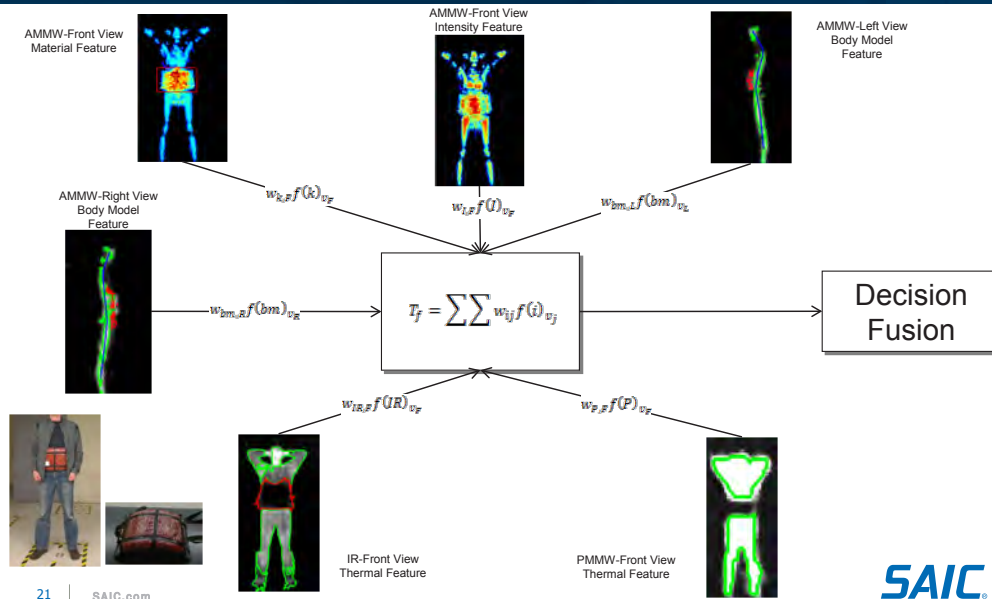 AMMW-Front View
Material Feature
AMMW-Front View
Intensity Feature
AMMW-Left View
Body Model
Feature
AMMW-Right View
Body Model
Feature
w_{k,F} f(k)_{v_F}
w_{I,F} f(I)_{v_F}
w_{bm,L} f(bm)_{v_L}
w_{bm,R} f(bm)_{v_R}
T_f = ∑∑ w_{ij} f(i)_{v_j}
Decision
Fusion
w_{IR,F} f(IR)_{v_F}
w_{P,F} f(P)_{v_F}
IR-Front View
Thermal Feature
PMMW-Front View
Thermal Feature
21 | SAIC.com
SAIC®